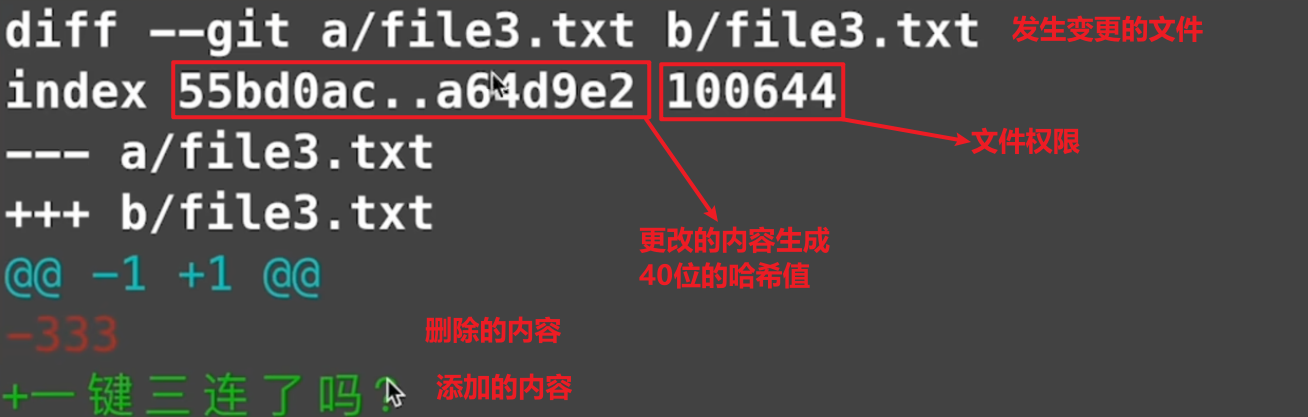 diff --git a/file3.txt b/file3.txt 发生变更的文件
index 55bd0ac..a64d9e2 100644
--- a/file3.txt
文件权限
+++ b/file3.txt
更改的内容生成
40位的哈希值
@@ -1 +1 @@
-333 删除的内容
+一键三连了吗? 添加的内容